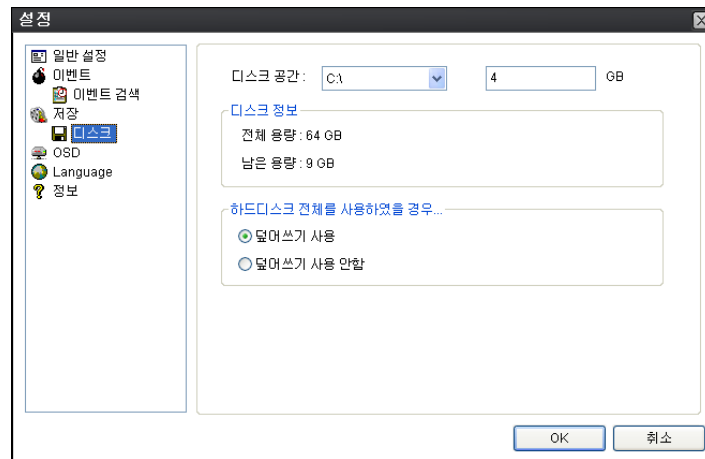 설정
일반 설정
이벤트
이벤트 검색
저장
디스크
OSD
Language
정보
디스크 공간 : C:\ 4 GB
디스크 정보
전체 용량 : 64 GB
남은 용량 : 9 GB
하드디스크 전체를 사용하였을 경우...
덮어쓰기 사용
덮어쓰기 사용 안함
OK 취소